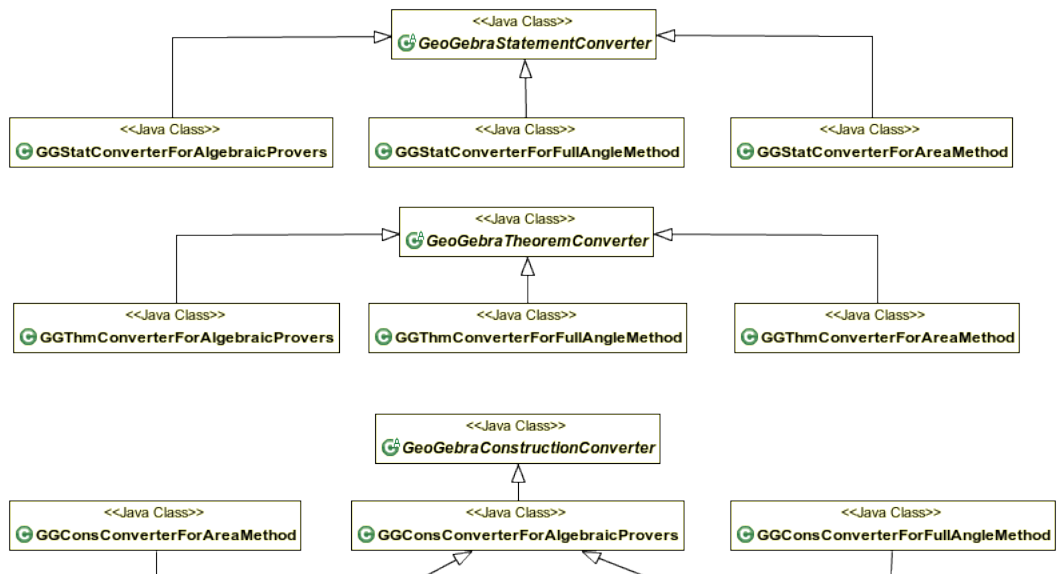 <<Java Class>>
GeoGebraStatementConverter
<<Java Class>>
GGStatConverterForAlgebraicProvers
<<Java Class>>
GGStatConverterForFullAngleMethod
<<Java Class>>
GGStatConverterForAreaMethod
<<Java Class>>
GeoGebraTheoremConverter
<<Java Class>>
GGThmConverterForAlgebraicProvers
<<Java Class>>
GGThmConverterForFullAngleMethod
<<Java Class>>
GGThmConverterForAreaMethod
<<Java Class>>
GeoGebraConstructionConverter
<<Java Class>>
GGConsConverterForAreaMethod
<<Java Class>>
GGConsConverterForAlgebraicProvers
<<Java Class>>
GGConsConverterForFullAngleMethod